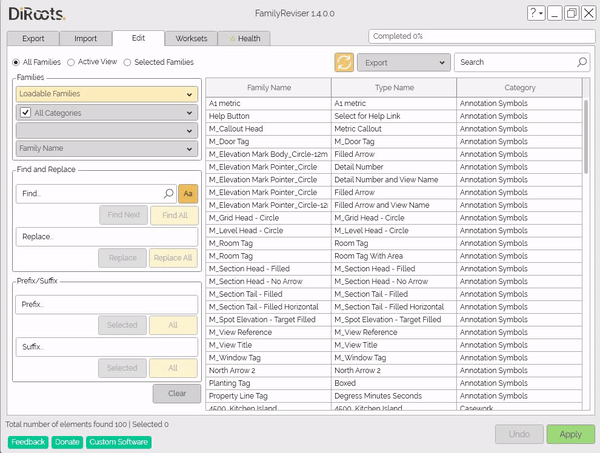 DiRoots.
FamilyReviser 1.4.0.0
? -
Export Import Edit Worksets Health
Completed 0%
All Families Active View Selected Families
Export
Search
Families
Loadable Families
All Categories
Family Name
Find and Replace
Find..
Aa
Find Next Find All
Replace..
Replace Replace All
Prefix/Suffix
Prefix..
Selected All
Suffix..
Selected All
Clear
Family Name Type Name Category
A1 metric A1 metric Annotation Symbols
Help Button Select for Help Link Annotation Symbols
M_Callout Head Metric Callout Annotation Symbols
M_Door Tag M_Door Tag Annotation Symbols
M_Elevation Mark Body_Circle-12m Filled Arrow Annotation Symbols
M_Elevation Mark Pointer_Circle Detail Number Annotation Symbols
M_Elevation Mark Pointer_Circle Detail Number and View Name Annotation Symbols
M_Elevation Mark Pointer_Circle Filled Arrow Annotation Symbols
M_Elevation Mark Pointer_Circle-12 Filled Arrow and View Name Annotation Symbols
M_Grid Head - Circle M_Grid Head - Circle Annotation Symbols
M_Level Head - Circle M_Level Head - Circle Annotation Symbols
M_Room Tag Room Tag Annotation Symbols
M_Room Tag Room Tag With Area Annotation Symbols
M_Section Head - Filled M_Section Head - Filled Annotation Symbols
M_Section Head - No Arrow M_Section Head - No Arrow Annotation Symbols
M_Section Tail - Filled M_Section Tail - Filled Annotation Symbols
M_Section Tail - Filled Horizontal M_Section Tail - Filled Horizontal Annotation Symbols
M_Spot Elevation - Target Filled M_Spot Elevation - Target Filled Annotation Symbols
M_View Reference M_View Reference Annotation Symbols
M_View Title M_View Title Annotation Symbols
M_Window Tag M_Window Tag Annotation Symbols
North Arrow 2 North Arrow 2 Annotation Symbols
Planting Tag Boxed Annotation Symbols
Property Line Tag Degress Minutes Seconds Annotation Symbols
4500_Kitchen Island 4500_Kitchen Island Casework
Total number of elements found 100 | Selected 0
Feedback Donate Custom Software
Undo Apply